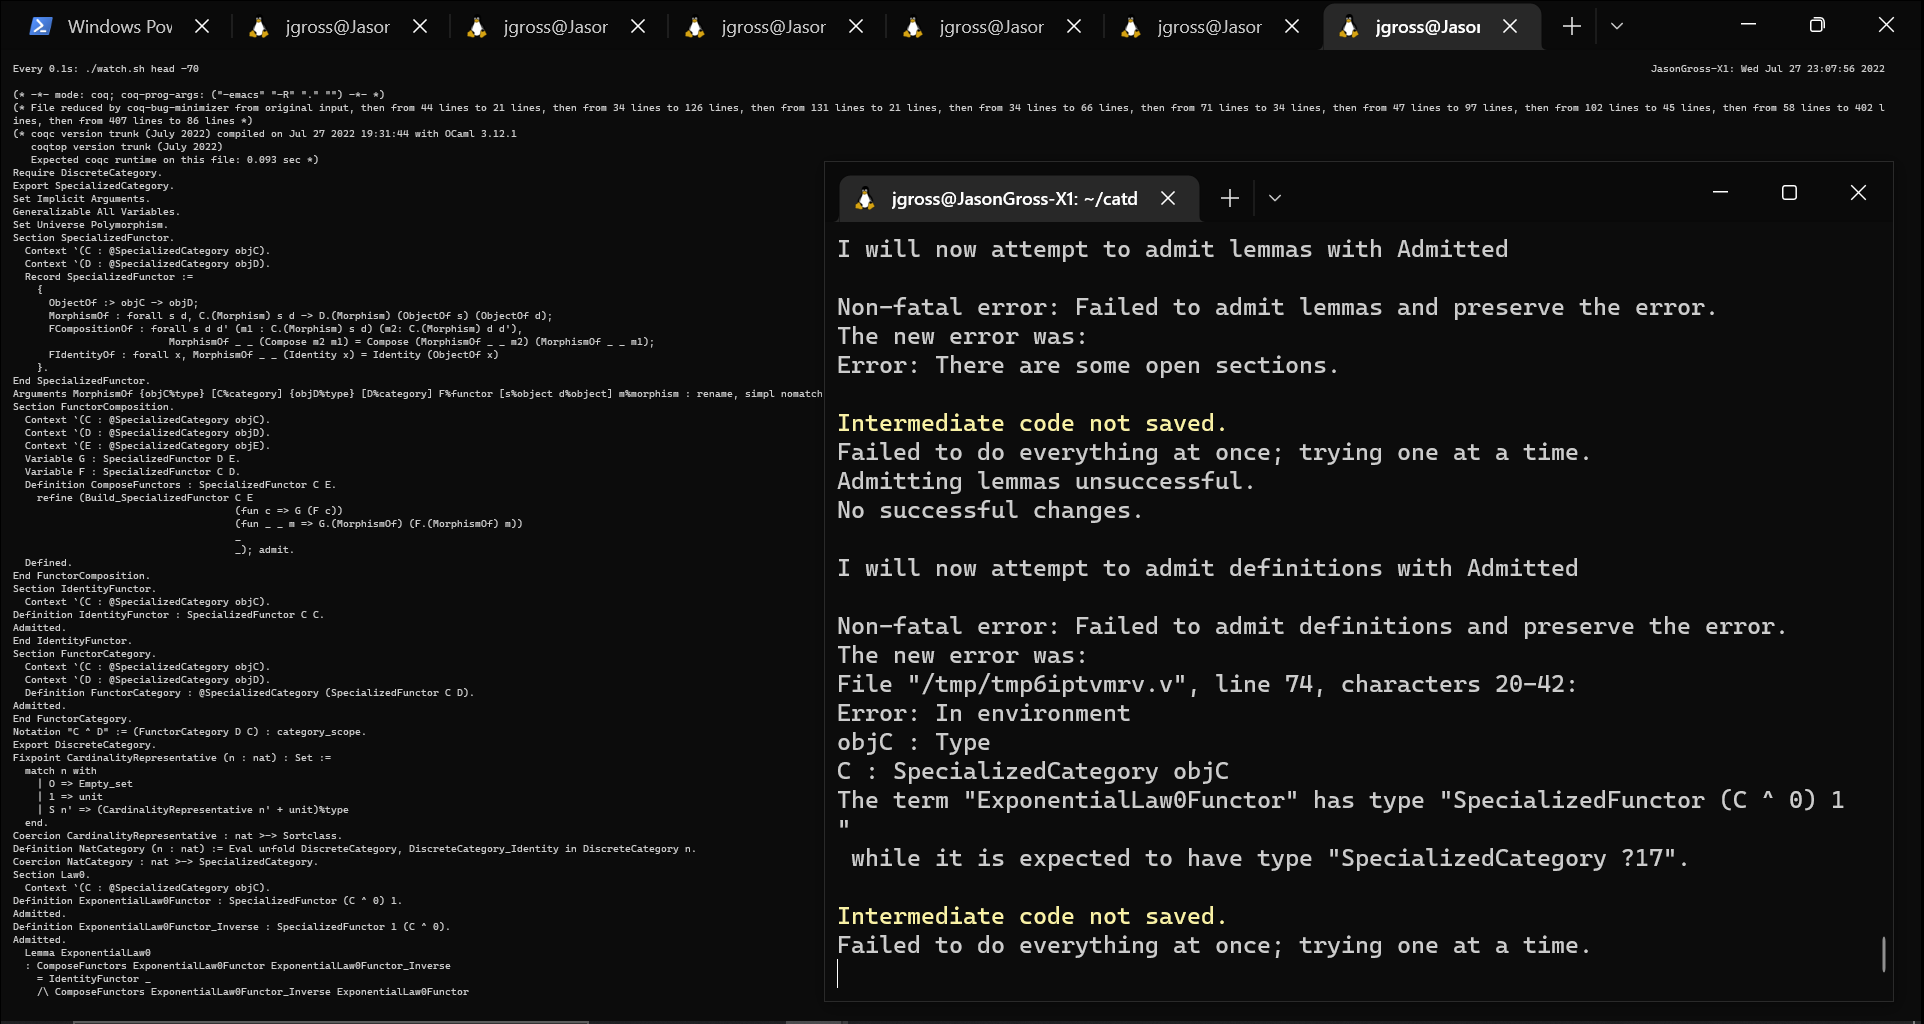 Windows Pow
jgross@Jasor
jgross@Jasor
jgross@Jasor
jgross@Jasor
jgross@Jasor
jgross@Jasor
Every 0.1s: ./watch.sh head -70
JasonGross-X1: Wed Jul 27 23:07:56 2022
(* -*- mode: coq; coq-prog-args: ("-emacs" "-R" "." "") -*- *)
(* File reduced by coq-bug-minimizer from original input, then from 44 lines to 21 lines, then from 34 lines to 126 lines, then from 131 lines to 21 lines, then from 34 lines to 66 lines, then from 71 lines to 34 lines, then from 47 lines to 97 lines, then from 102 lines to 45 lines, then from 58 lines to 402 l
ines, then from 407 lines to 86 lines *)
(* coqc version trunk (July 2022) compiled on Jul 27 2022 19:31:44 with OCaml 3.12.1
   coqtop version trunk (July 2022)
   Expected coqc runtime on this file: 0.093 sec *)
Require DiscreteCategory.
Export SpecializedCategory.
Set Implicit Arguments.
Generalizable All Variables.
Set Universe Polymorphism.
Section SpecializedFunctor.
  Context `(C : @SpecializedCategory objC).
  Context `(D : @SpecializedCategory objD).
  Record SpecializedFunctor :=
    {
      ObjectOf :> objC -> objD;
      MorphismOf : forall s d, C.(Morphism) s d -> D.(Morphism) (ObjectOf s) (ObjectOf d);
      FCompositionOf : forall s d d' (m1 : C.(Morphism) s d) (m2: C.(Morphism) d d'),
                          MorphismOf _ _ (Compose m2 m1) = Compose (MorphismOf _ _ m2) (MorphismOf _ _ m1);
      FIdentityOf : forall x, MorphismOf _ _ (Identity x) = Identity (ObjectOf x)
    }.
End SpecializedFunctor.
Arguments MorphismOf {objC%type} [C%category] {objD%type} [D%category] F%functor [s%object d%object] m%morphism : rename, simpl nomatch
Section FunctorComposition.
  Context `(C : @SpecializedCategory objC).
  Context `(D : @SpecializedCategory objD).
  Context `(E : @SpecializedCategory objE).
  Variable G : SpecializedFunctor D E.
  Variable F : SpecializedFunctor C D.
  Definition ComposeFunctors : SpecializedFunctor C E.
    refine (Build_SpecializedFunctor C E
                                     (fun c => G (F c))
                                     (fun _ _ m => G.(MorphismOf) (F.(MorphismOf) m))
                                     _
                                     _); admit.
  Defined.
End FunctorComposition.
Section IdentityFunctor.
  Context `(C : @SpecializedCategory objC).
Definition IdentityFunctor : SpecializedFunctor C C.
Admitted.
End IdentityFunctor.
Section FunctorCategory.
  Context `(C : @SpecializedCategory objC).
  Context `(D : @SpecializedCategory objD).
  Definition FunctorCategory : @SpecializedCategory (SpecializedFunctor C D).
Admitted.
End FunctorCategory.
Notation "C ^ D" := (FunctorCategory D C) : category_scope.
Export DiscreteCategory.
Fixpoint CardinalityRepresentative (n : nat) : Set :=
  match n with
    | O => Empty_set
    | 1 => unit
    | S n' => (CardinalityRepresentative n' + unit)%type
  end.
Coercion CardinalityRepresentative : nat >-> Sortclass.
Definition NatCategory (n : nat) := Eval unfold DiscreteCategory, DiscreteCategory_Identity in DiscreteCategory n.
Coercion NatCategory : nat >-> SpecializedCategory.
Section Law0.
  Context `(C : @SpecializedCategory objC).
Definition ExponentialLaw0Functor : SpecializedFunctor (C ^ 0) 1.
Admitted.
Definition ExponentialLaw0Functor_Inverse : SpecializedFunctor 1 (C ^ 0).
Admitted.
  Lemma ExponentialLaw0
  : ComposeFunctors ExponentialLaw0Functor ExponentialLaw0Functor_Inverse
    = IdentityFunctor _
    /\ ComposeFunctors ExponentialLaw0Functor_Inverse ExponentialLaw0Functor
jgross@JasonGross-X1: ~/catd
I will now attempt to admit lemmas with Admitted
Non-fatal error: Failed to admit lemmas and preserve the error.
The new error was:
Error: There are some open sections.
Intermediate code not saved.
Failed to do everything at once; trying one at a time.
Admitting lemmas unsuccessful.
No successful changes.
I will now attempt to admit definitions with Admitted
Non-fatal error: Failed to admit definitions and preserve the error.
The new error was:
File "/tmp/tmp6iptvmrv.v", line 74, characters 20-42:
Error: In environment
objC : Type
C : SpecializedCategory objC
The term "ExponentialLaw0Functor" has type "SpecializedFunctor (C ^ 0) 1
"
 while it is expected to have type "SpecializedCategory ?17".
Intermediate code not saved.
Failed to do everything at once; trying one at a time.